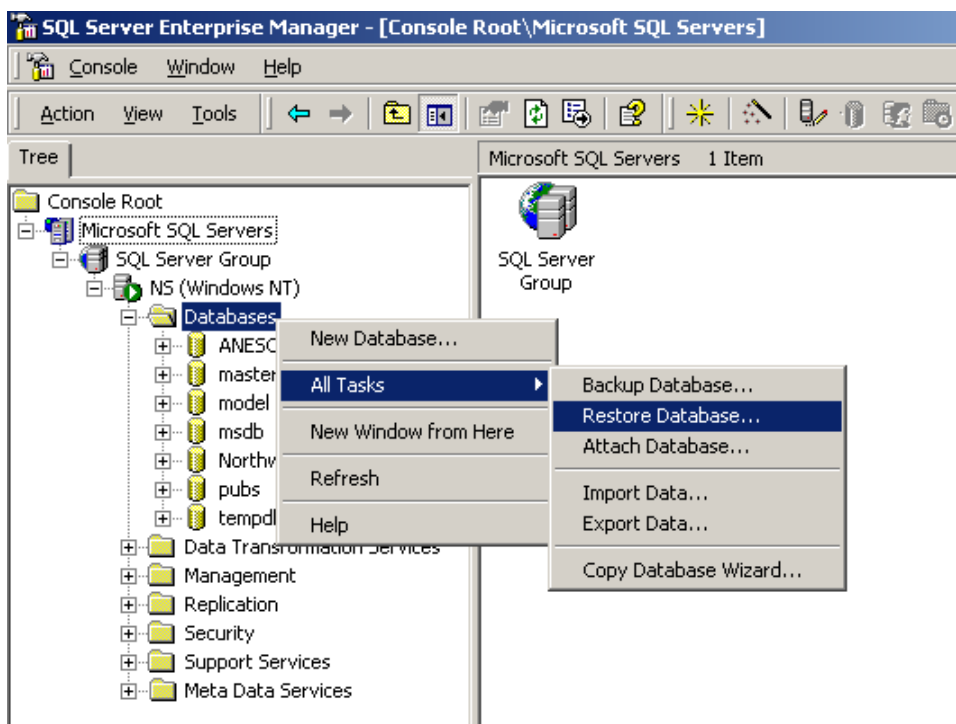 SQL Server Enterprise Manager - [Console Root\Microsoft SQL Servers]
Console Window Help
Action View Tools
Tree
Microsoft SQL Servers 1 Item
Console Root
Microsoft SQL Servers
SQL Server Group
NS (Windows NT)
Databases
ANESC
master
model
msdb
Northw
pubs
tempd
Data Transformation Services
Management
Replication
Security
Support Services
Meta Data Services
SQL Server
Group
New Database...
All Tasks
New Window from Here
Refresh
Help
Backup Database...
Restore Database...
Attach Database...
Import Data...
Export Data...
Copy Database Wizard...